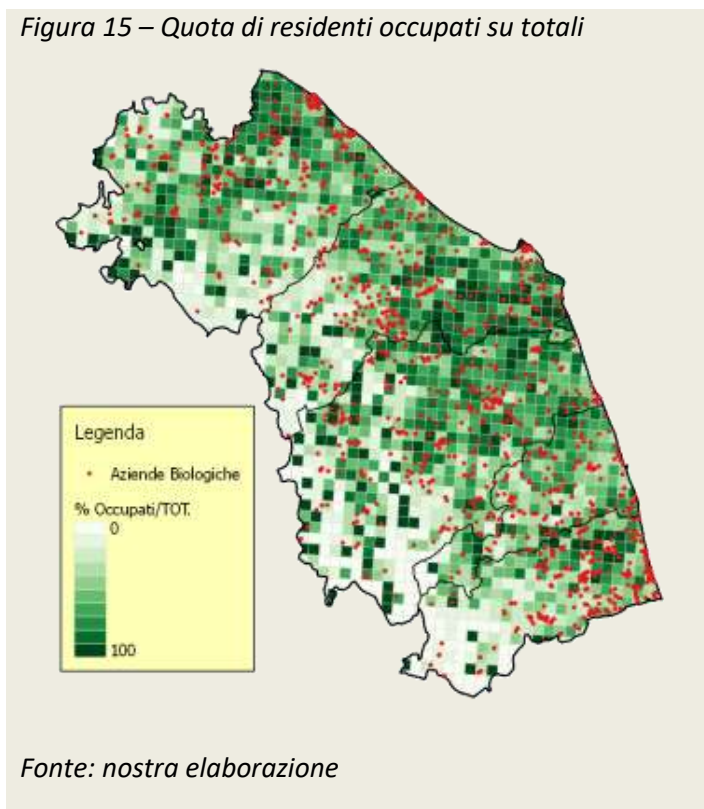 Figura 15 – Quota di residenti occupati su totali
Legenda
Aziende Biologiche
% Occupati/TOT.
0
100
Fonte: nostra elaborazione